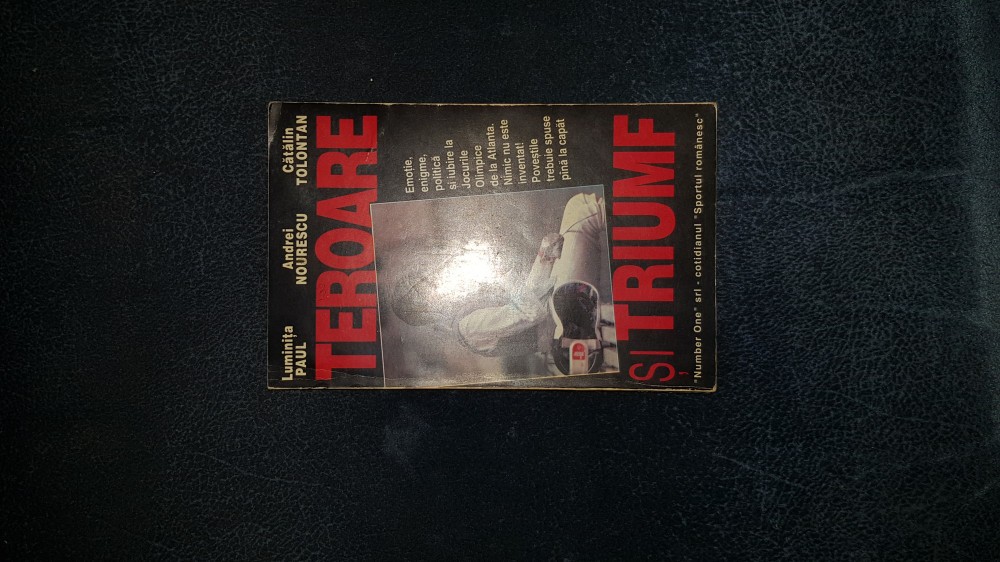 Luminița
PAUL
Andrei
NOURESCU
Cătălin
TOLONTAN
TEROARE
Emoție,
enigme,
politică
si iubire la
Jocurile
Olimpice
de la Atlanta.
Nimic nu este
inventat!
Poveștile
trebuie spuse
pînă la capăt
ȘI TRIUMF
"Number One" srl - cotidianul "Sportul românesc"